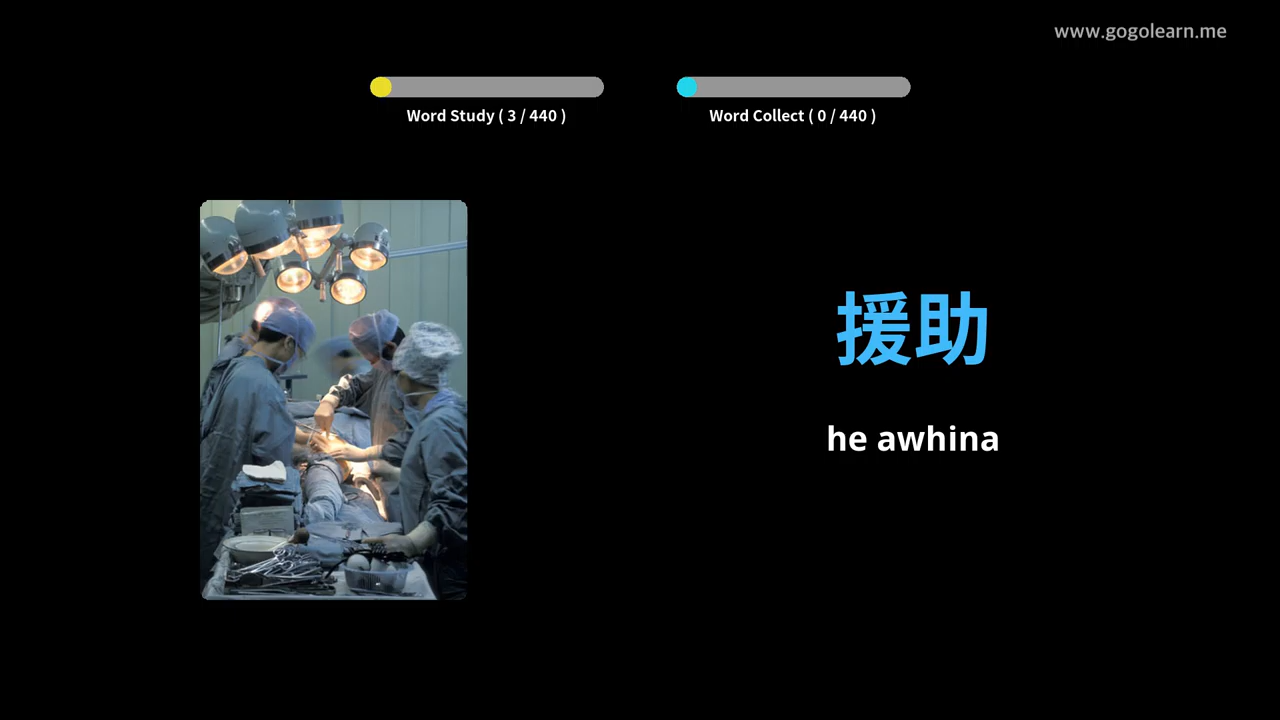 www.gogolearn.me
Word Study ( 3 / 440 )
Word Collect ( 0 / 440 )
援助
he awhina